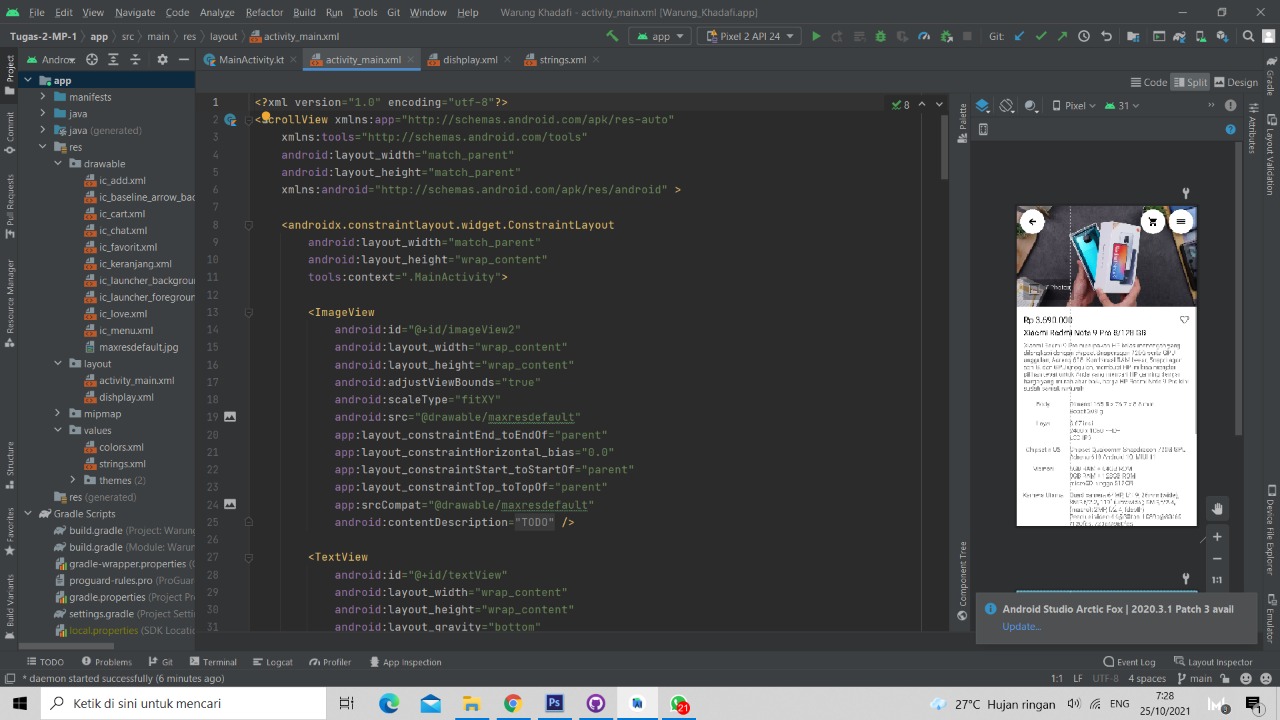 File Edit View Navigate Code Analyze Refactor Build Run Tools Git Window Help Warung Khadafi - activity_main.xml [Warung_Khadafi.app]
Tugas-2-MP-1 app src main res layout activity_main.xml app Pixel 2 API 24 Git:
Android MainActivity.kt activity_main.xml dishplay.xml strings.xml
Code Split Design
Pixel 31
Project
Commit
Pull Requests
Resource Manager
Structure
Favorites
Build Variants
app
manifests
java
java (generated)
res
drawable
ic_add.xml
ic_baseline_arrow_bac
ic_cart.xml
ic_chat.xml
ic_favorit.xml
ic_keranjang.xml
ic_launcher_backgrou
ic_launcher_foregroun
ic_love.xml
ic_menu.xml
maxresdefault.jpg
layout
activity_main.xml
dishplay.xml
mipmap
values
colors.xml
strings.xml
themes (2)
res (generated)
Gradle Scripts
build.gradle (Project: Warung
build.gradle (Module: Warun
gradle-wrapper.properties (
proguard-rules.pro (ProGuar
gradle.properties (Project Pro
settings.gradle (Project Settin
local.properties (SDK Locatio
8
1 <?xml version="1.0" encoding="utf-8"?>
2 <ScrollView xmlns:app="http://schemas.android.com/apk/res-auto"
3 xmlns:tools="http://schemas.android.com/tools"
4 android:layout_width="match_parent"
5 android:layout_height="match_parent"
6 xmlns:android="http://schemas.android.com/apk/res/android" >
7
8 <androidx.constraintlayout.widget.ConstraintLayout
9 android:layout_width="match_parent"
10 android:layout_height="wrap_content"
11 tools:context=".MainActivity">
12
13 <ImageView
14 android:id="@+id/imageView2"
15 android:layout_width="wrap_content"
16 android:layout_height="wrap_content"
17 android:adjustViewBounds="true"
18 android:scaleType="fitXY"
19 android:src="@drawable/maxresdefault"
20 app:layout_constraintEnd_toEndOf="parent"
21 app:layout_constraintHorizontal_bias="0.0"
22 app:layout_constraintStart_toStartOf="parent"
23 app:layout_constraintTop_toTopOf="parent"
24 app:srcCompat="@drawable/maxresdefault"
25 android:contentDescription="TODO" />
26
27 <TextView
28 android:id="@+id/textView"
29 android:layout_width="wrap_content"
30 android:layout_height="wrap_content"
31 android:layout_gravity="bottom"
Palette
Component Tree
Rp 3.590.000
Xiaomi Redmi Note 9 Pro 8/128 GB
1:1
Gradle
Layout Validation
Attributes
Device File Explorer
Emulator
Android Studio Arctic Fox | 2020.3.1 Patch 3 avail
Update...
TODO Problems Git Terminal Logcat Profiler App Inspection Event Log Layout Inspector
* daemon started successfully (6 minutes ago) 1:1 LF UTF-8 4 spaces main
Ketik di sini untuk mencari Ps 21 27°C Hujan ringan ENG 7:28
25/10/2021